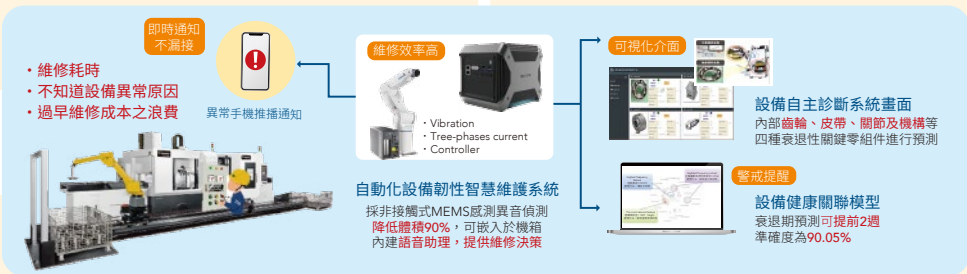 即時通知
不漏接
・維修耗時
・不知道設備異常原因
・過早維修成本之浪費
異常手機推播通知
維修效率高
・Vibration
・Tree-phases current
・Controller
自動化設備韌性智慧維護系統
採非接觸式MEMS感測異音偵測
降低體積90%，可嵌入於機箱
內建語音助理，提供維修決策
可視化介面
設備自主診斷系統畫面
內部齒輪、皮帶、關節及機構等
四種衰退性關鍵零組件進行預測
警戒提醒
設備健康關聯模型
衰退期預測可提前2週
準確度為90.05%